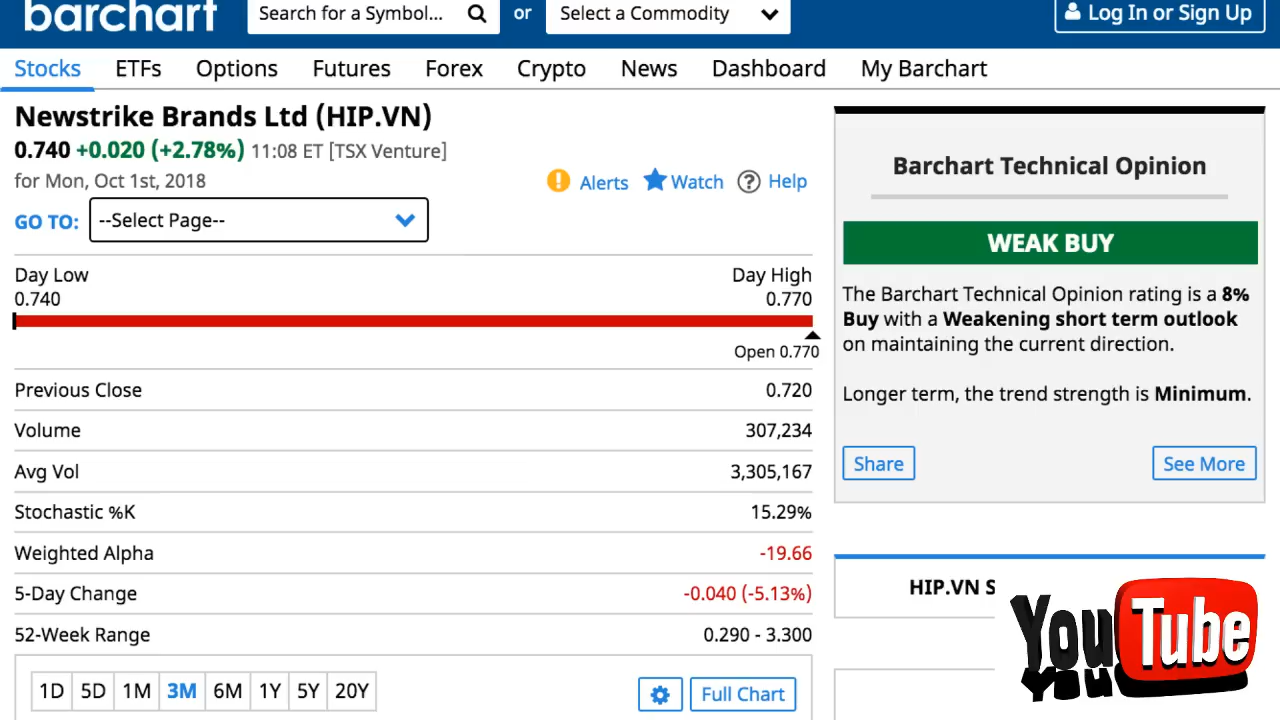 barchart
Search for a Symbol...
or
Select a Commodity
Log In or Sign Up
Stocks ETFs Options Futures Forex Crypto News Dashboard My Barchart
Newstrike Brands Ltd (HIP.VN)
0.740 +0.020 (+2.78%) 11:08 ET [TSX Venture]
for Mon, Oct 1st, 2018
Alerts Watch ? Help
GO TO: --Select Page--
Day Low Day High
0.740 0.770
Open 0.770
Previous Close 0.720
Volume 307,234
Avg Vol 3,305,167
Stochastic %K 15.29%
Weighted Alpha -19.66
5-Day Change -0.040 (-5.13%)
52-Week Range 0.290 - 3.300
1D 5D 1M 3M 6M 1Y 5Y 20Y
Full Chart
Barchart Technical Opinion
WEAK BUY
The Barchart Technical Opinion rating is a 8%
Buy with a Weakening short term outlook
on maintaining the current direction.
Longer term, the trend strength is Minimum.
Share See More
HIP.VN S
YouTube